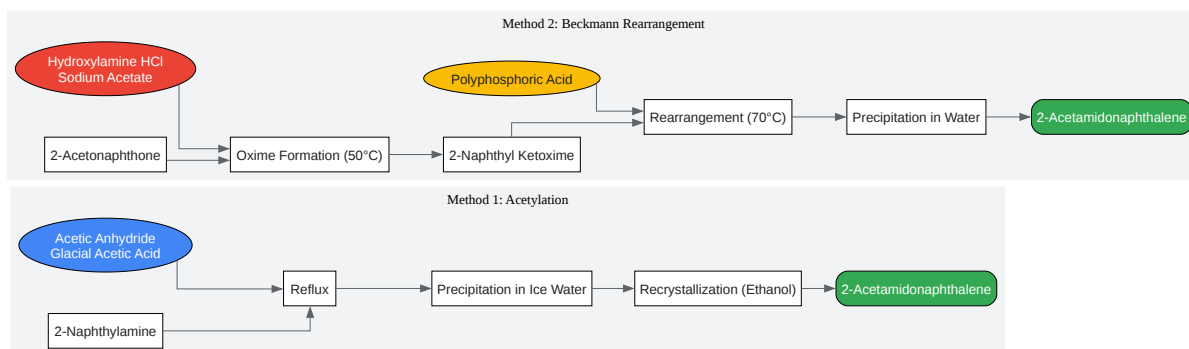 Method 2: Beckmann Rearrangement
Hydroxylamine HCl
Sodium Acetate
Polyphosphoric Acid
Rearrangement (70°C)
Precipitation in Water
2-Acetamidonaphthalene
2-Acetonaphthone
Oxime Formation (50°C)
2-Naphthyl Ketoxime
Method 1: Acetylation
Acetic Anhydride
Glacial Acetic Acid
Reflux
Precipitation in Ice Water
Recrystallization (Ethanol)
2-Acetamidonaphthalene
2-Naphthylamine